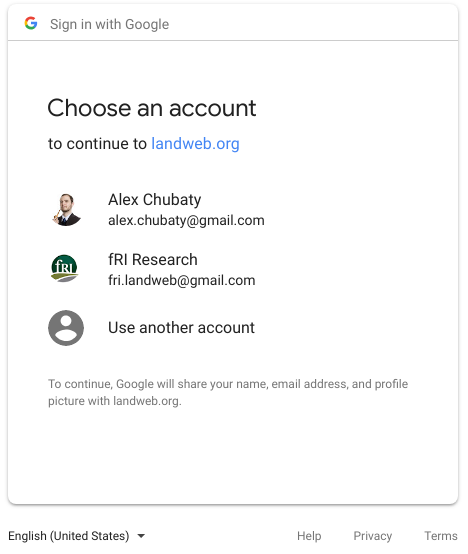 Sign in with Google
Choose an account
to continue to landweb.org
Alex Chubaty
alex.chubaty@gmail.com
fRI
fRI Research
fri.landweb@gmail.com
Use another account
To continue, Google will share your name, email address, and profile
picture with landweb.org.
English (United States)
Help
Privacy
Terms